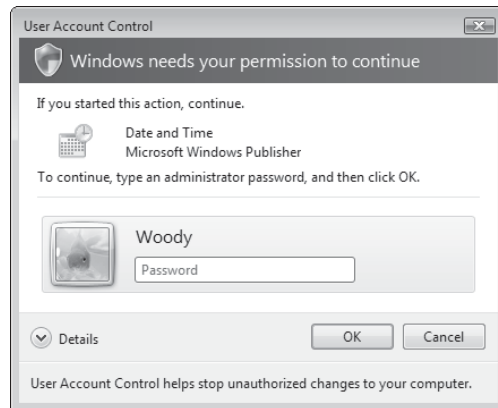 User Account Control
Windows needs your permission to continue
If you started this action, continue.
Date and Time
Microsoft Windows Publisher
To continue, type an administrator password, and then click OK.
Woody
Password
Details
OK
Cancel
User Account Control helps stop unauthorized changes to your computer.